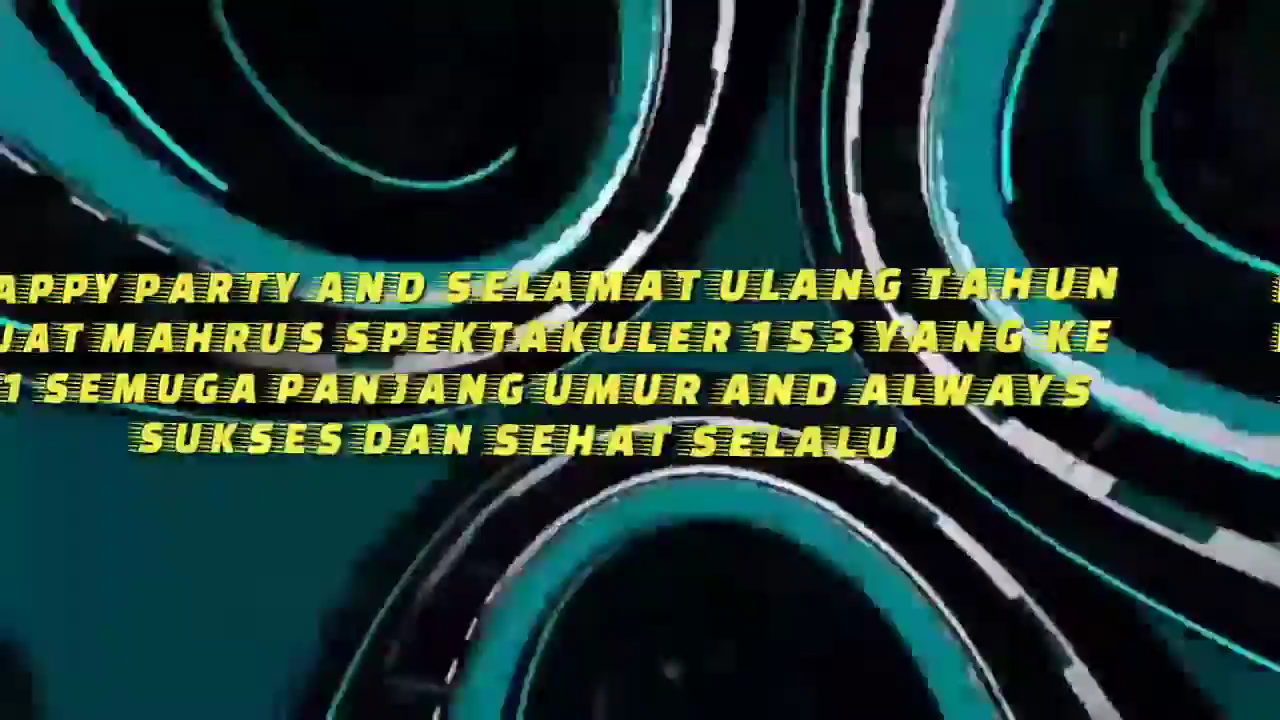 APPY PARTY AND SELAMAT ULANG TAHUN
UAT MAHRUS SPEKTAKULER 153 YANG KE
1 SEMUGA PANJANG UMUR AND ALWAYS
SUKSES DAN SEHAT SELALU